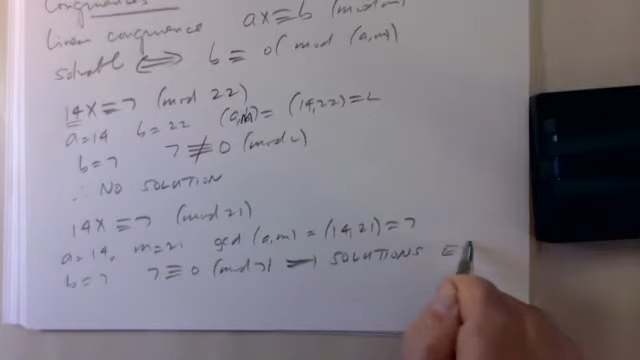 Congruences
Linear congruence ax ≡ b (mod m)
solvable ⟺ b ≡ 0 (mod (a,m))
14x ≡ 7 (mod 22)
a=14 b=22 (a,m) = (14,22)=2
b=7 7 ≢ 0 (mod 2)
∴ NO SOLUTION
14x ≡ 7 (mod 21)
a=14, m=21 gcd (a,m) = (14,21) = 7
b=7 7 ≡ 0 (mod 7) → SOLUTIONS E